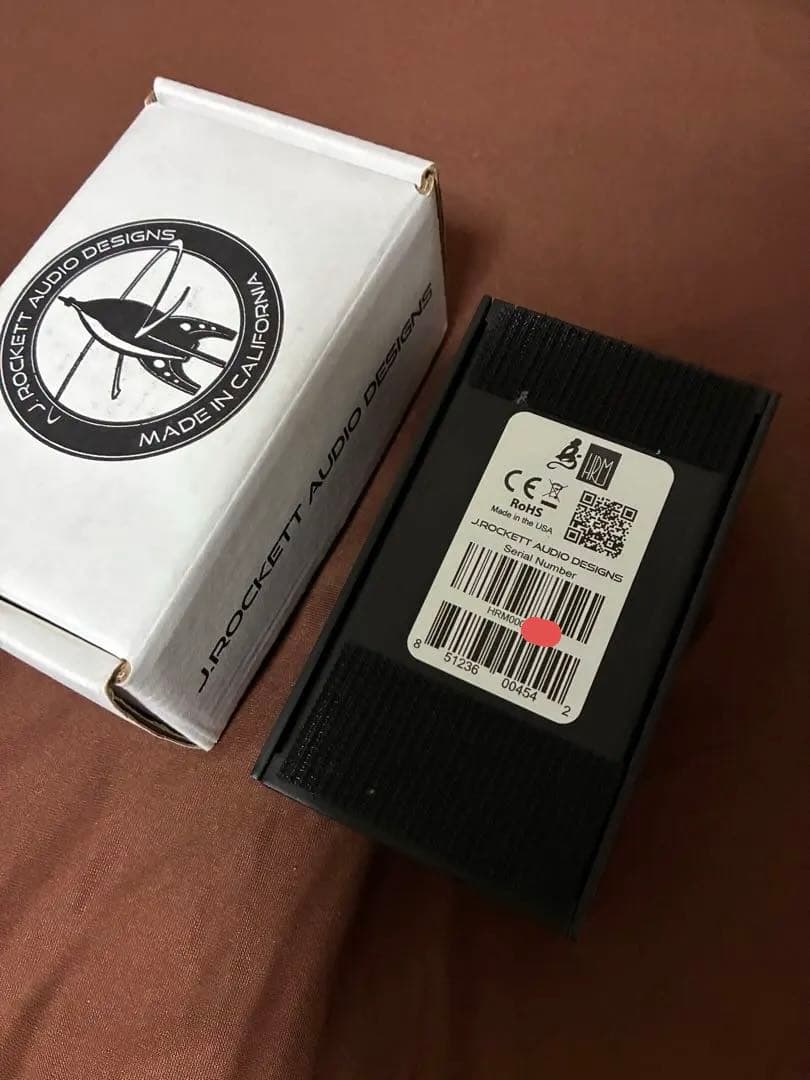 J.ROCKETT AUDIO DESIGNS
MADE IN CALIFORNIA
J.ROCKETT AUDIO DESIGNS
HRM
CE
RoHS
Made in the USA
J.ROCKETT AUDIO DESIGNS
Serial Number
HRM00
8 51236 00454 2